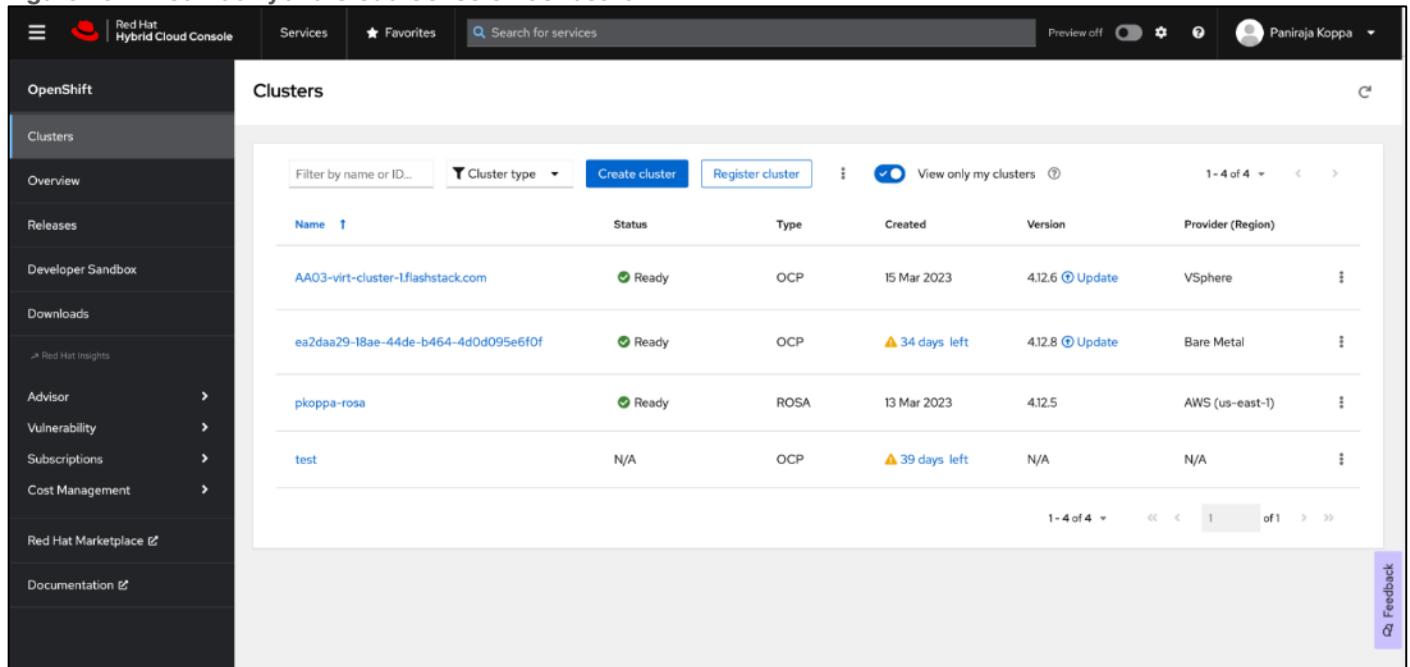 Red Hat
Hybrid Cloud Console
Services
Favorites
Search for services
Preview off
Paniraja Koppa
OpenShift
Clusters
Overview
Releases
Developer Sandbox
Downloads
Red Hat Insights
Advisor
Vulnerability
Subscriptions
Cost Management
Red Hat Marketplace
Documentation
Clusters
Filter by name or ID... Cluster type Create cluster Register cluster View only my clusters 1 - 4 of 4
Name Status Type Created Version Provider (Region)
AA03-virt-cluster-1.flashstack.com Ready OCP 15 Mar 2023 4.12.6 Update VSphere
ea2daa29-18ae-44de-b464-4d0d095e6f0f Ready OCP 34 days left 4.12.8 Update Bare Metal
pkoppa-rosa Ready ROSA 13 Mar 2023 4.12.5 AWS (us-east-1)
test N/A OCP 39 days left N/A N/A
1 - 4 of 4 1 of 1
Feedback